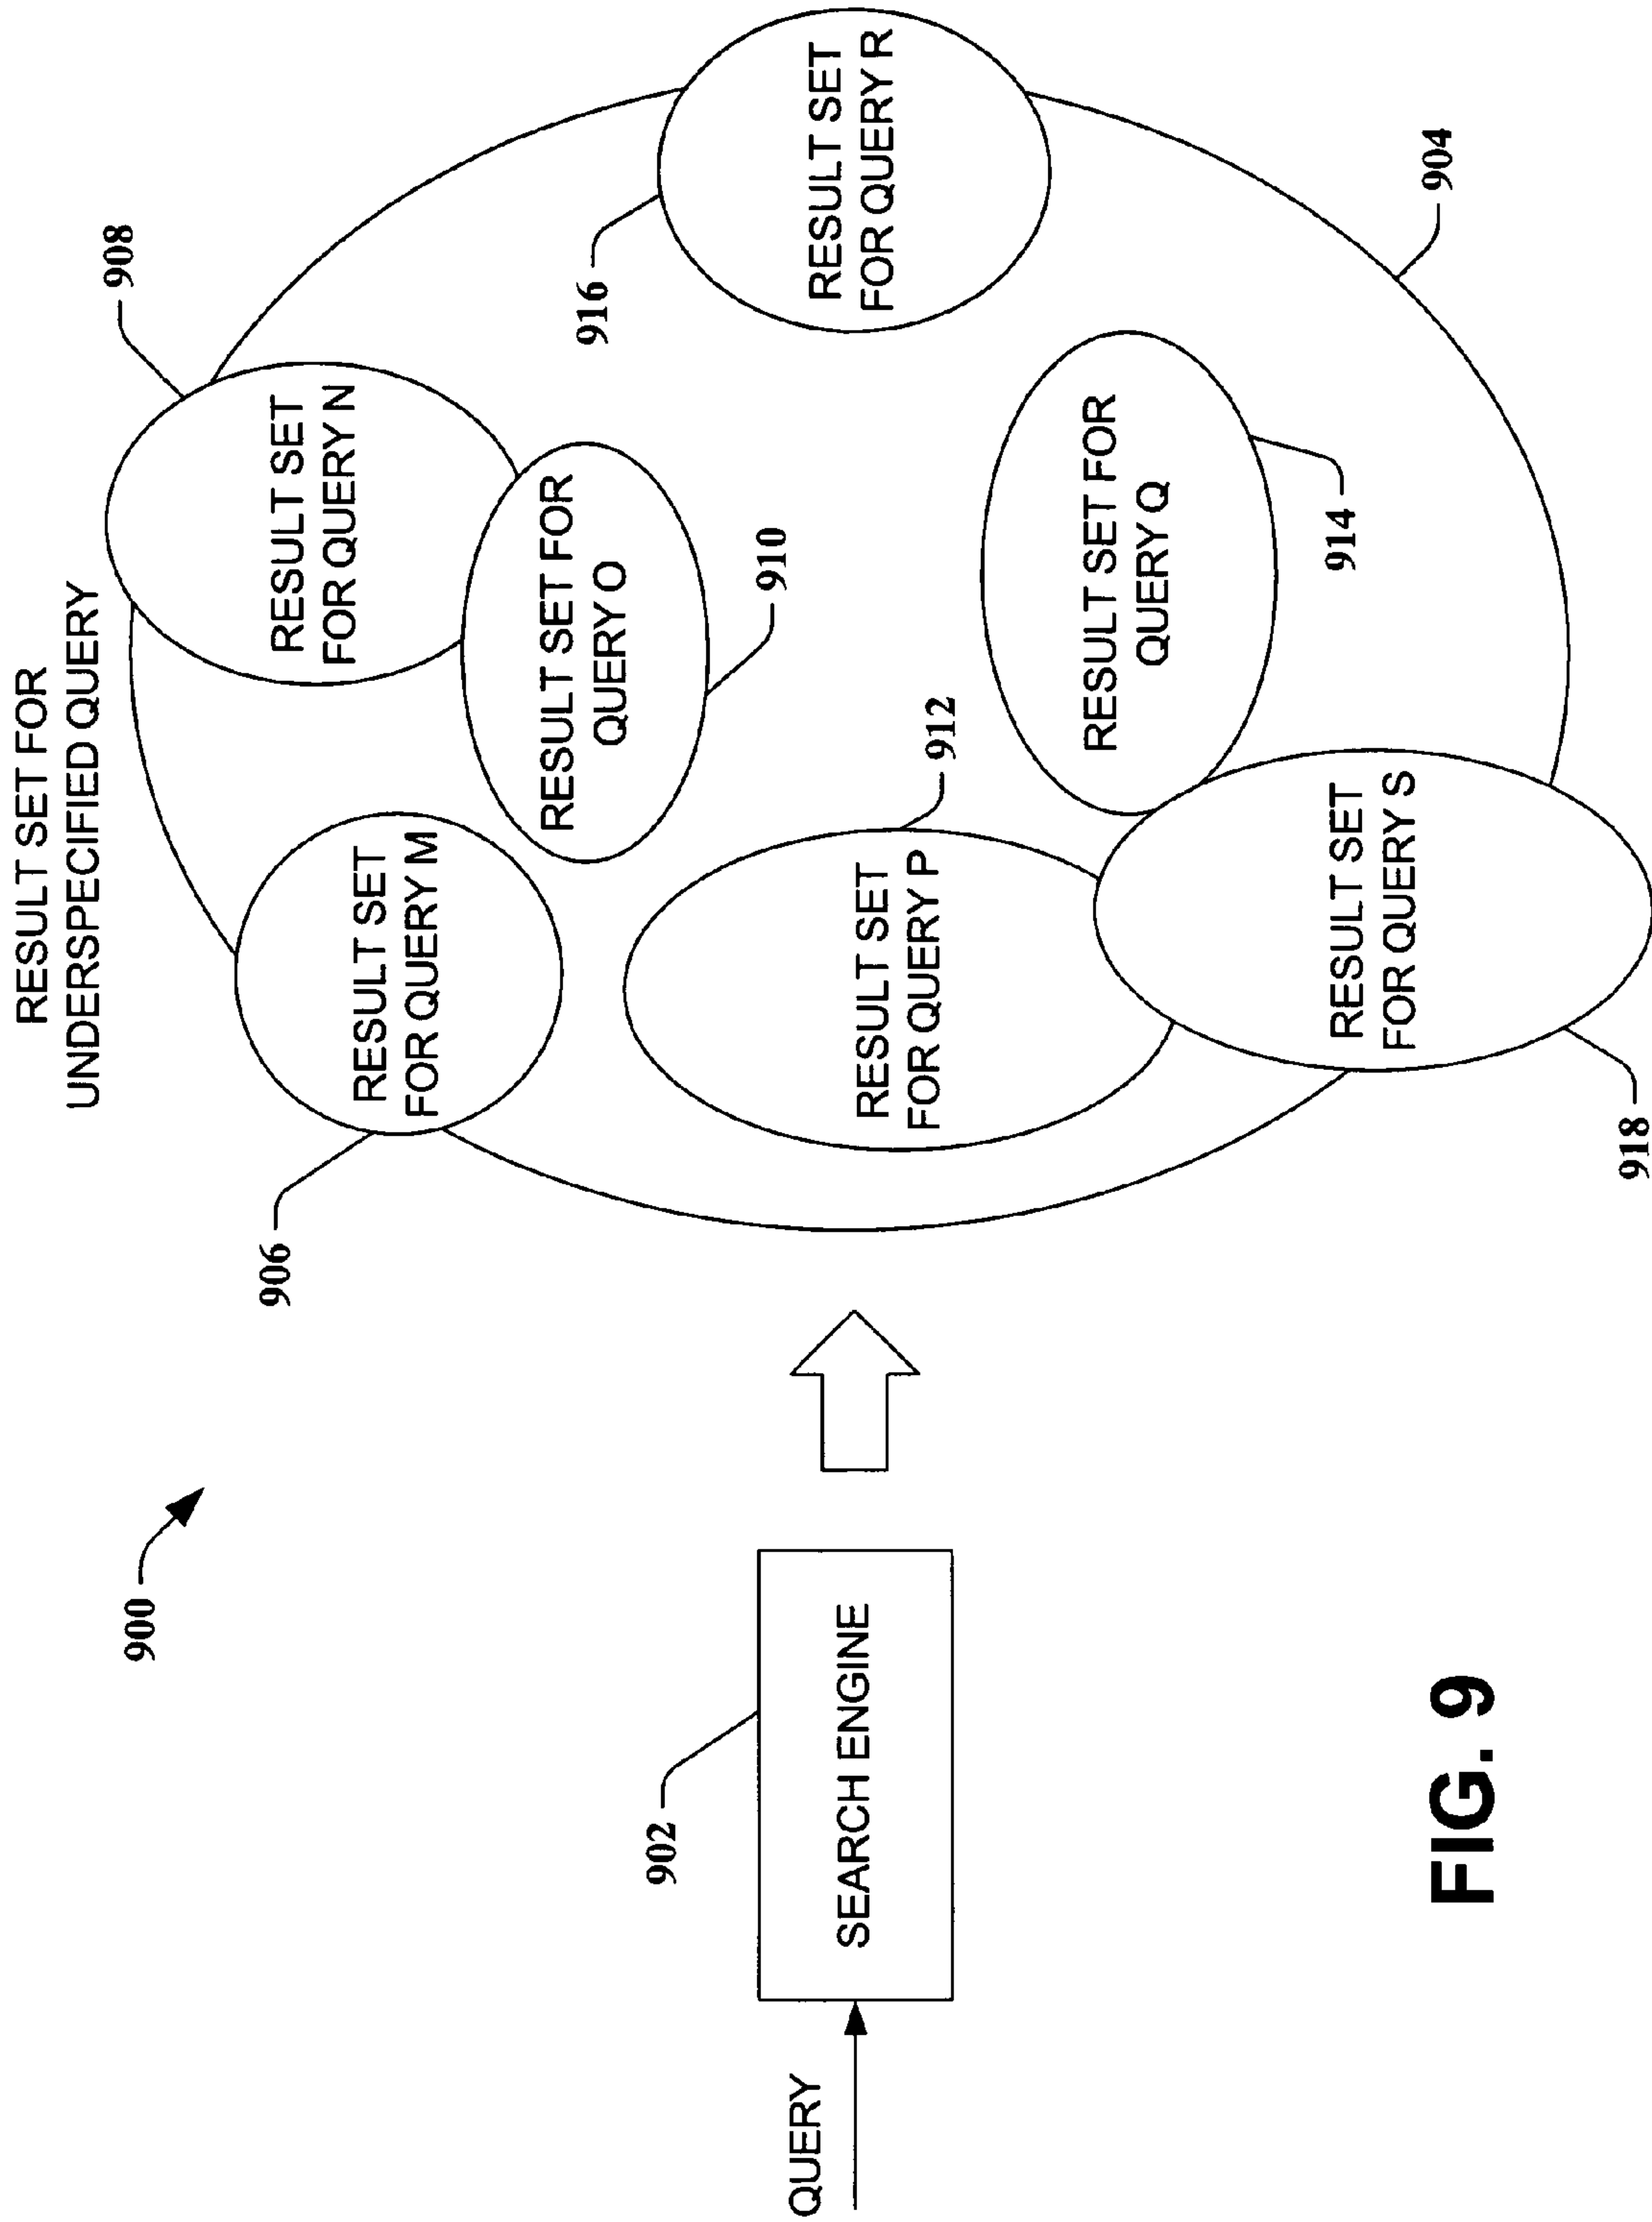 RESULT SET FOR
UNDERSPECIFIED QUERY
900
908
906
RESULT SET
FOR QUERY M
RESULT SET
FOR QUERY N
RESULT SET FOR
QUERY O
916
910
902
912
SEARCH ENGINE
QUERY
RESULT SET
FOR QUERY P
RESULT SET
FOR QUERY R
RESULT SET FOR
QUERY Q
914
904
RESULT SET
FOR QUERY S
918
FIG. 9